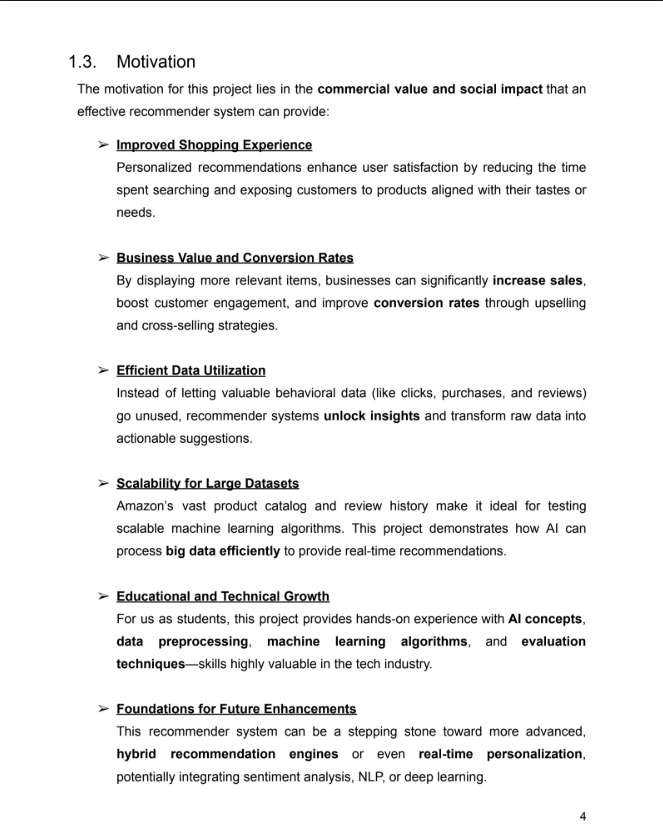 1.3. Motivation
The motivation for this project lies in the commercial value and social impact that an
effective recommender system can provide:
➢ Improved Shopping Experience
Personalized recommendations enhance user satisfaction by reducing the time
spent searching and exposing customers to products aligned with their tastes or
needs.
➢ Business Value and Conversion Rates
By displaying more relevant items, businesses can significantly increase sales,
boost customer engagement, and improve conversion rates through upselling
and cross-selling strategies.
➢ Efficient Data Utilization
Instead of letting valuable behavioral data (like clicks, purchases, and reviews)
go unused, recommender systems unlock insights and transform raw data into
actionable suggestions.
➢ Scalability for Large Datasets
Amazon's vast product catalog and review history make it ideal for testing
scalable machine learning algorithms. This project demonstrates how AI can
process big data efficiently to provide real-time recommendations.
➢ Educational and Technical Growth
For us as students, this project provides hands-on experience with AI concepts,
data preprocessing, machine learning algorithms, and evaluation
techniques—skills highly valuable in the tech industry.
➢ Foundations for Future Enhancements
This recommender system can be a stepping stone toward more advanced,
hybrid recommendation engines or even real-time personalization,
potentially integrating sentiment analysis, NLP, or deep learning.
4